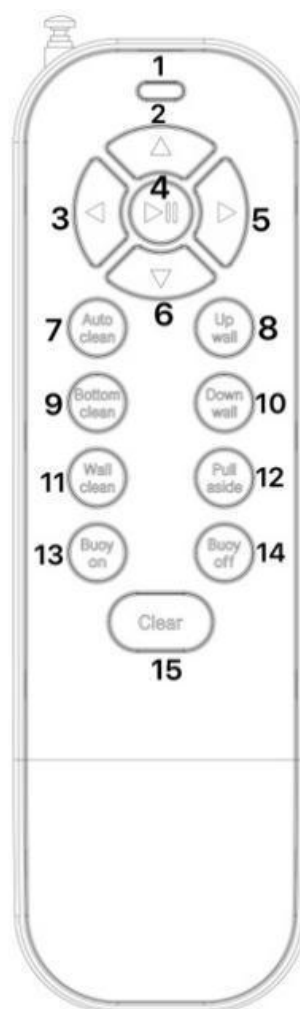 1
2
3 4 5
6
7 Auto clean Up wall 8
9 Bottom clean Down wall 10
11 Wall clean Pull aside 12
13 Buoy on Buoy off 14
Clear
15